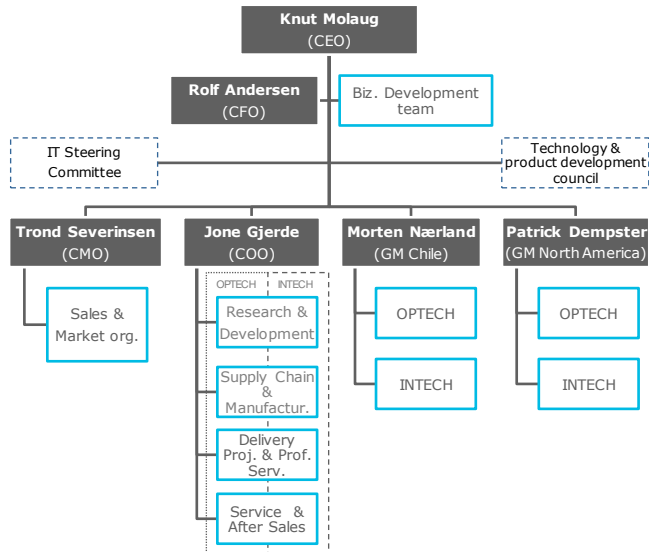 Knut Molaug
(CEO)
Rolf Andersen
(CFO)
Biz. Development
team
IT Steering
Committee
Technology &
product development
council
Trond Severinsen
(CMO)
Jone Gjerde
(COO)
Morten Nærland
(GM Chile)
Patrick Dempster
(GM North America)
Sales &
Market org.
OPTECH INTECH
Research &
Development
Supply Chain
&
Manufactur.
Delivery
Proj. & Prof.
Serv.
Service &
After Sales
OPTECH
INTECH
OPTECH
INTECH